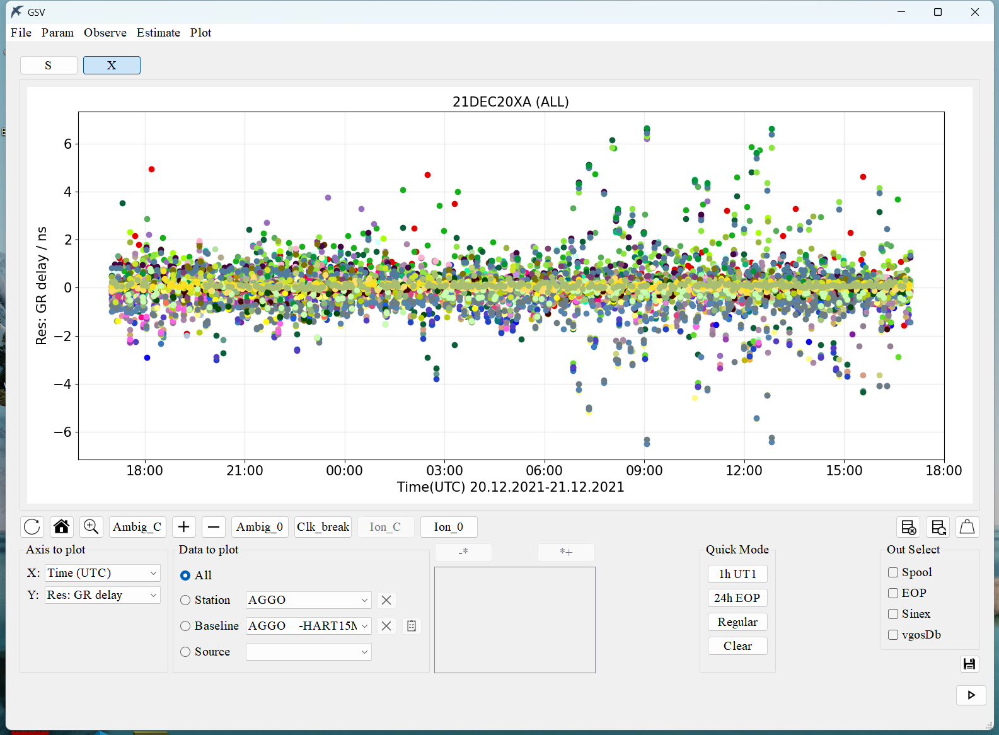 GSV
File Param Observe Estimate Plot
S X
21DEC20XA (ALL)
Res: GR delay / ns
6
4
2
0
−2
−4
−6
18:00 21:00 00:00 03:00 06:00 09:00 12:00 15:00 18:00
Time(UTC) 20.12.2021-21.12.2021
Ambig_C + − Ambig_0 Clk_break Ion_C Ion_0
Axis to plot
X: Time (UTC)
Y: Res: GR delay
Data to plot
All
Station AGGO
Baseline AGGO -HART15M
Source
-* *+
Quick Mode
1h UT1
24h EOP
Regular
Clear
Out Select
Spool
EOP
Sinex
vgosDb